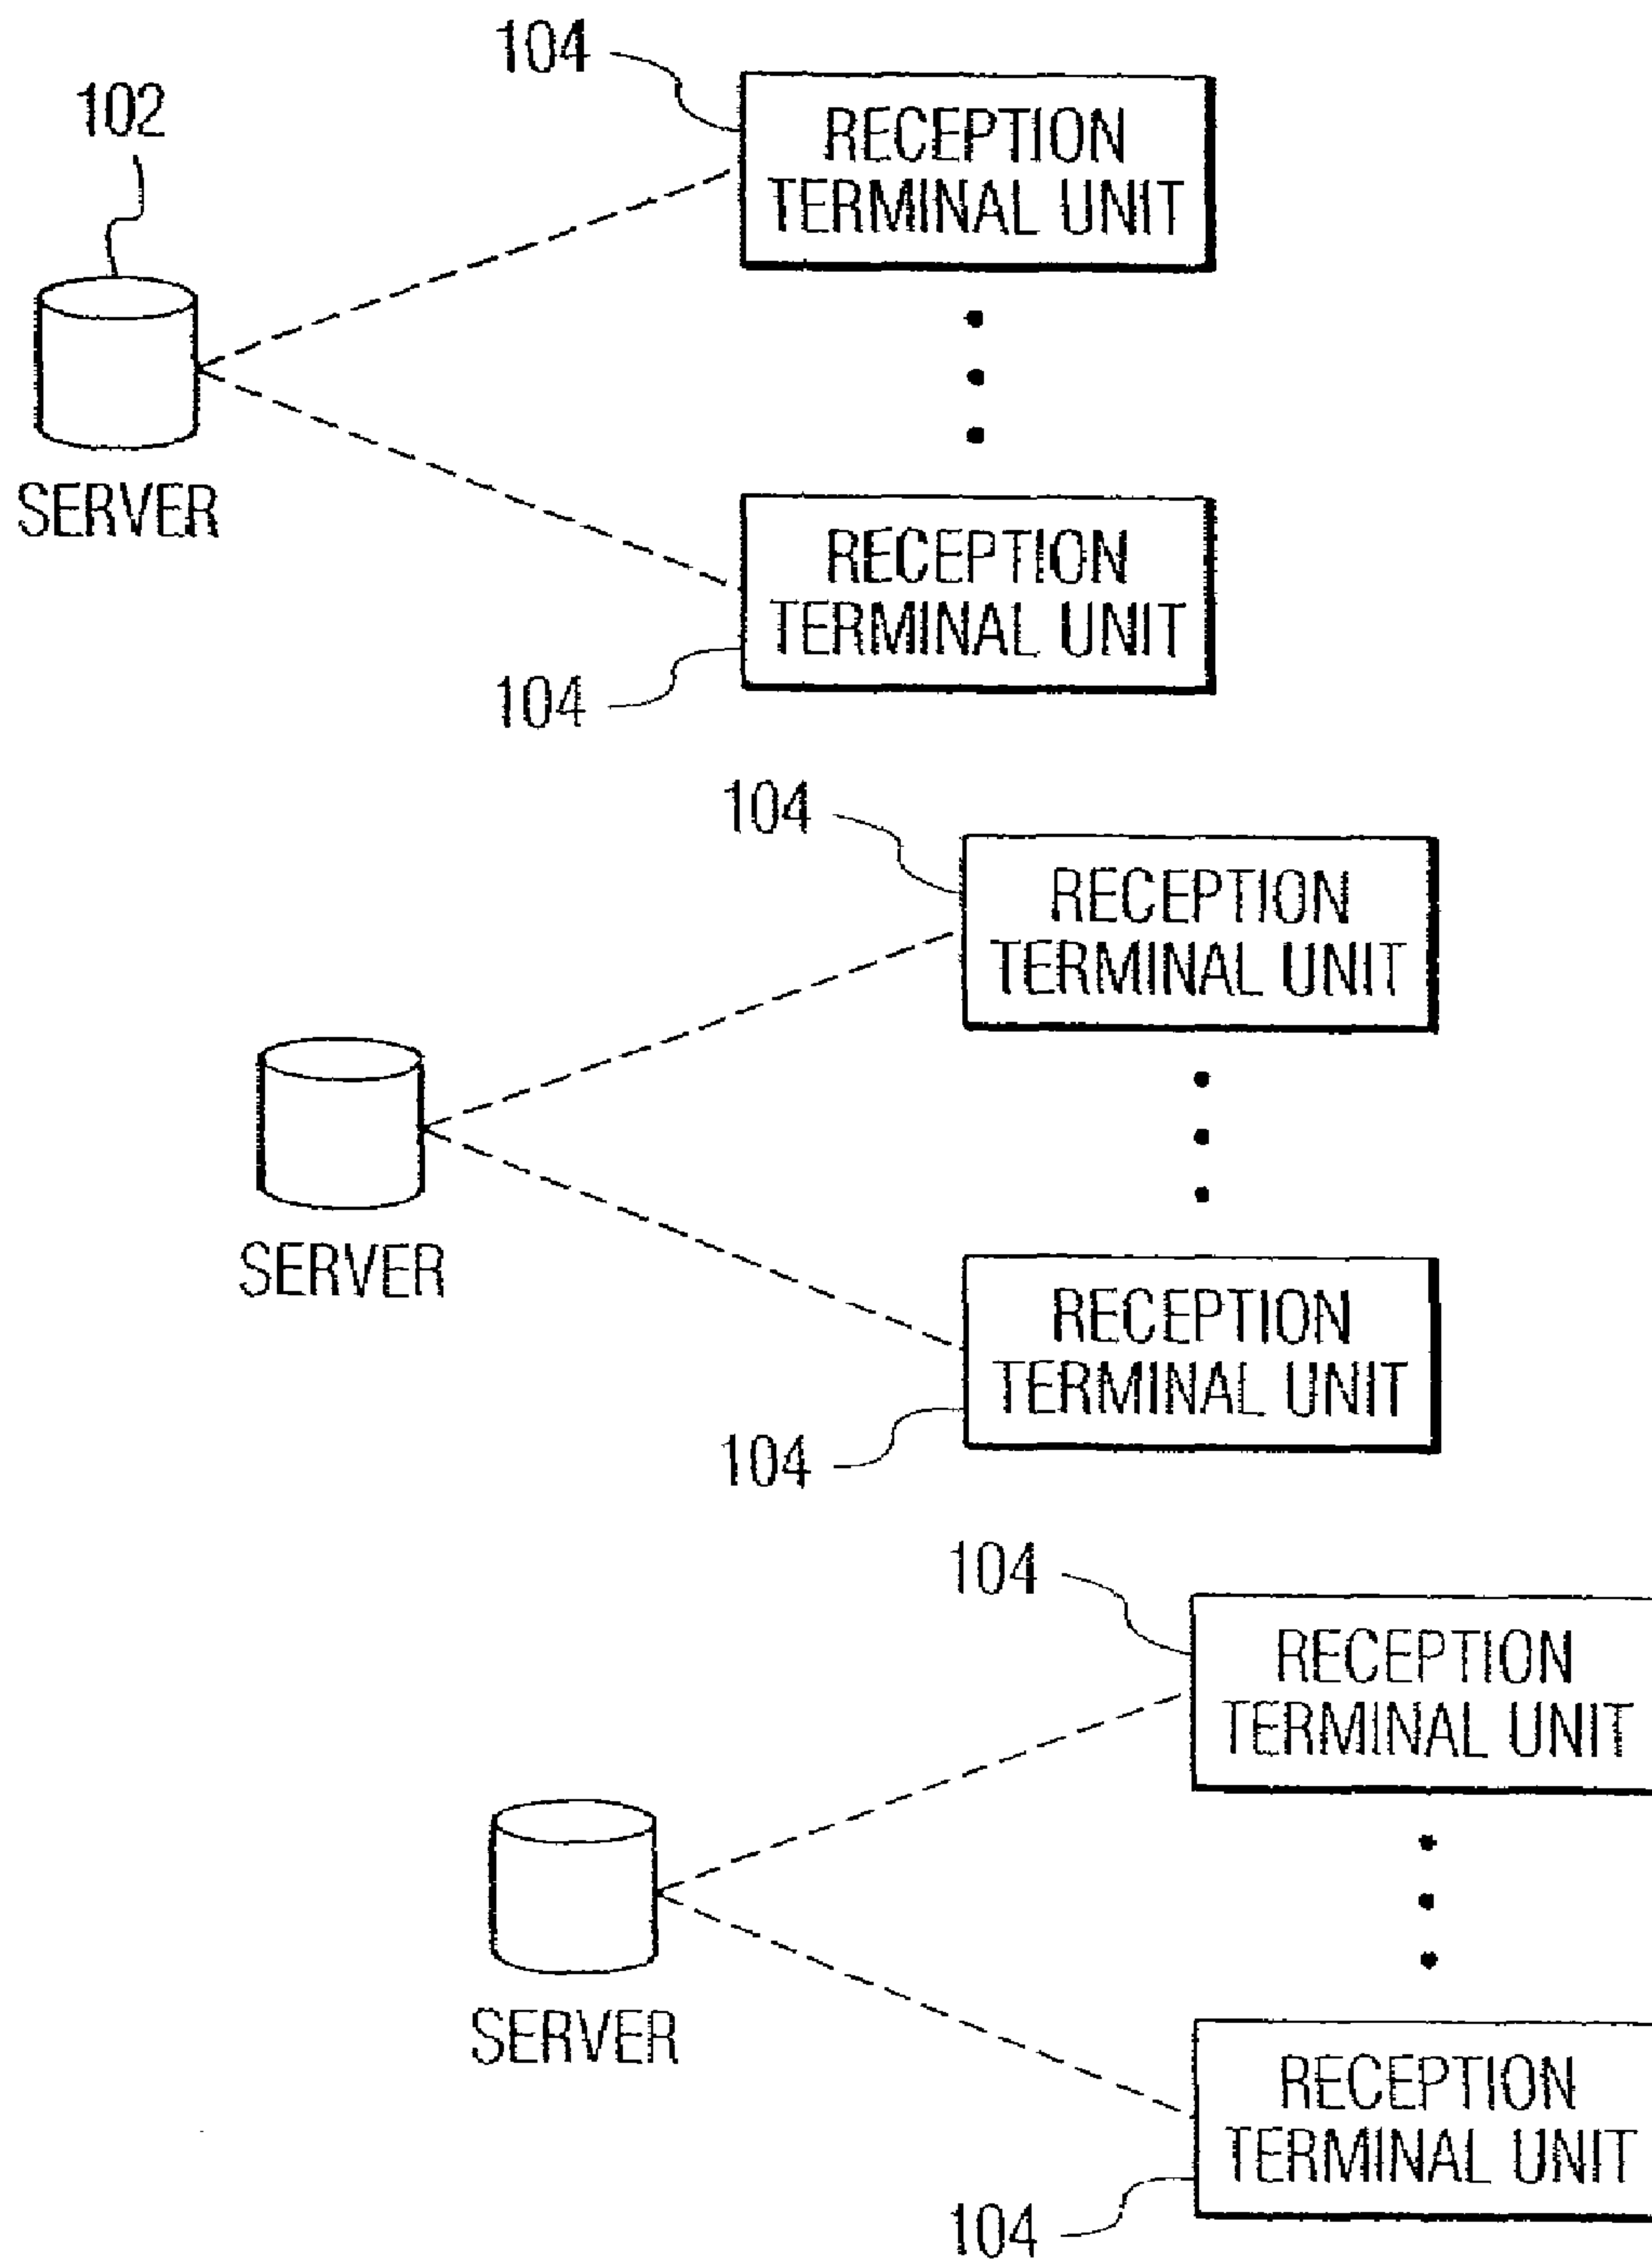 104
102
RECEPTION
TERMINAL UNIT
SERVER
RECEPTION
TERMINAL UNIT
104
104
RECEPTION
TERMINAL UNIT
SERVER
RECEPTION
TERMINAL UNIT
104
104
RECEPTION
TERMINAL UNIT
SERVER
RECEPTION
TERMINAL UNIT
104